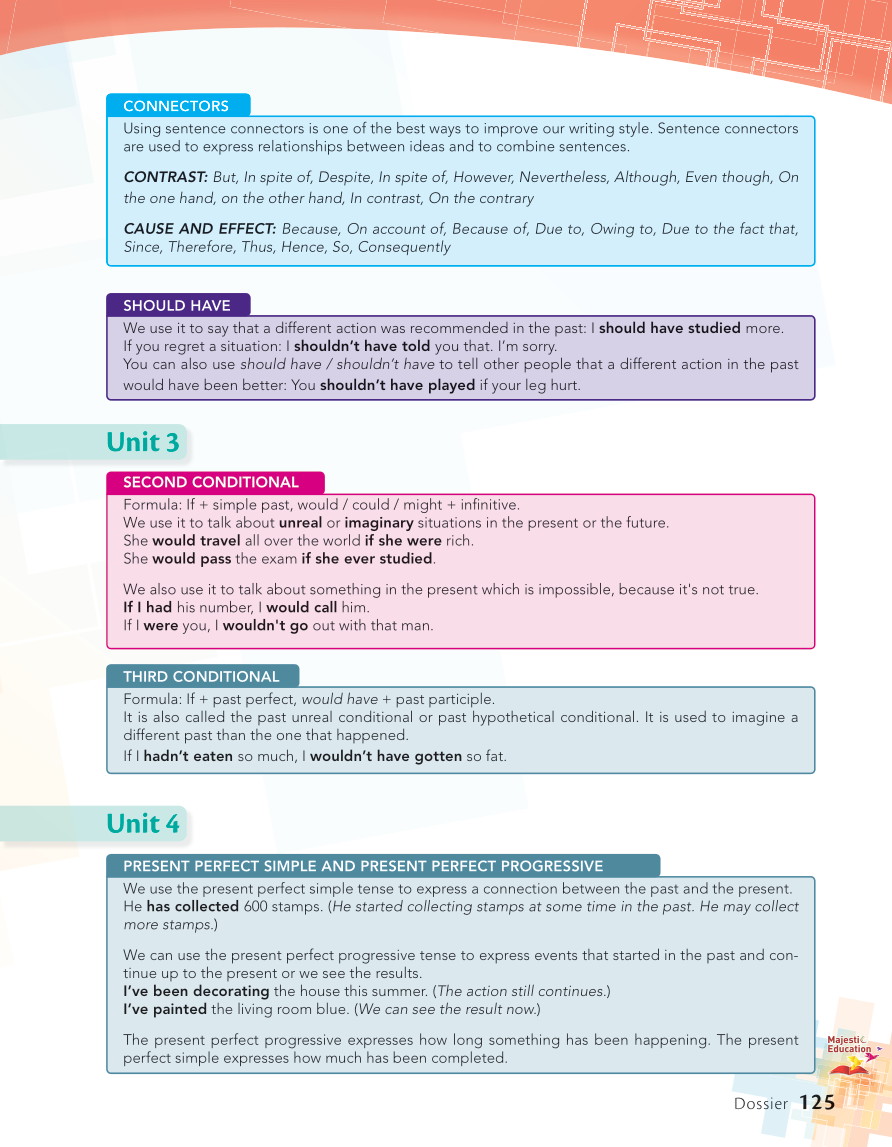 CONNECTORS
Using sentence connectors is one of the best ways to improve our writing style. Sentence connectors
are used to express relationships between ideas and to combine sentences.
CONTRAST: But, In spite of, Despite, In spite of, However, Nevertheless, Although, Even though, On
the one hand, on the other hand, In contrast, On the contrary
CAUSE AND EFFECT: Because, On account of, Because of, Due to, Owing to, Due to the fact that,
Since, Therefore, Thus, Hence, So, Consequently
SHOULD HAVE
We use it to say that a different action was recommended in the past: I should have studied more.
If you regret a situation: I shouldn’t have told you that. I’m sorry.
You can also use should have / shouldn’t have to tell other people that a different action in the past
would have been better: You shouldn’t have played if your leg hurt.
Unit 3
SECOND CONDITIONAL
Formula: If + simple past, would / could / might + infinitive.
We use it to talk about unreal or imaginary situations in the present or the future.
She would travel all over the world if she were rich.
She would pass the exam if she ever studied.
We also use it to talk about something in the present which is impossible, because it's not true.
If I had his number, I would call him.
If I were you, I wouldn't go out with that man.
THIRD CONDITIONAL
Formula: If + past perfect, would have + past participle.
It is also called the past unreal conditional or past hypothetical conditional. It is used to imagine a
different past than the one that happened.
If I hadn’t eaten so much, I wouldn’t have gotten so fat.
Unit 4
PRESENT PERFECT SIMPLE AND PRESENT PERFECT PROGRESSIVE
We use the present perfect simple tense to express a connection between the past and the present.
He has collected 600 stamps. (He started collecting stamps at some time in the past. He may collect
more stamps.)
We can use the present perfect progressive tense to express events that started in the past and con-
tinue up to the present or we see the results.
I’ve been decorating the house this summer. (The action still continues.)
I’ve painted the living room blue. (We can see the result now.)
The present perfect progressive expresses how long something has been happening. The present
perfect simple expresses how much has been completed.
Majestic
Education
Dossier 125